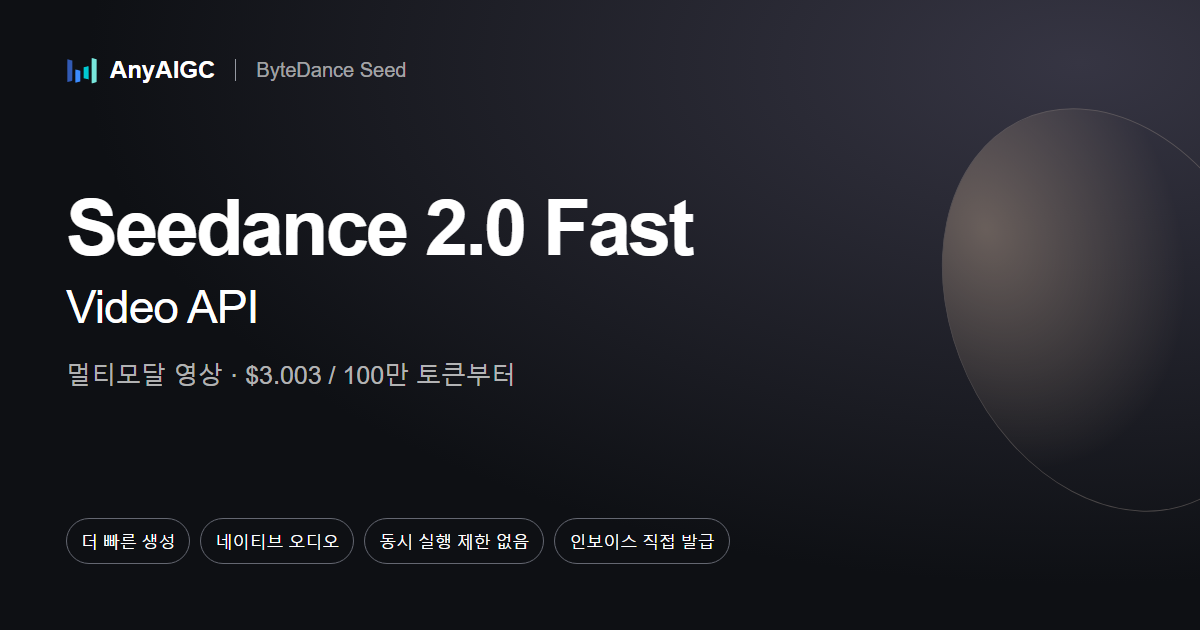 AnyAIGC | ByteDance Seed
Seedance 2.0 Fast
Video API
멀티모달 영상 · $3.003 / 100만 토큰부터
더 빠른 생성 네이티브 오디오 동시 실행 제한 없음 인보이스 직접 발급